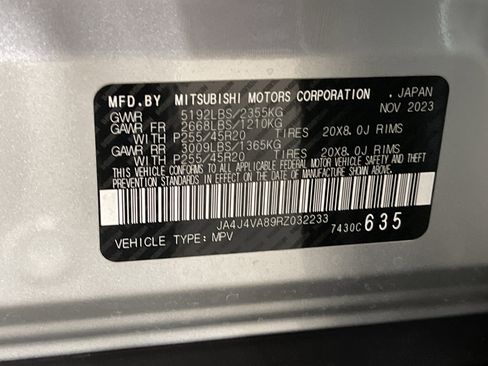 MFD.BY MITSUBISHI MOTORS CORPORATION . JAPAN
GVWR 5192LBS/2355KG NOV 2023
GAWR FR 2668LBS/1210KG
WITH P255/45R20 TIRES 20X8.0J RIMS
GAWR RR 3009LBS/1365KG
WITH P255/45R20 TIRES 20X8.0J RIMS
THIS VEHICLE CONFORMS TO ALL APPLICABLE FEDERAL MOTOR VEHICLE SAFETY AND THEFT
PREVENTION STANDARDS IN EFFECT ON THE DATE OF MANUFACTURE SHOWN ABOVE.
JA4J4VA89RZ032233
VEHICLE TYPE:MPV 7430C 635